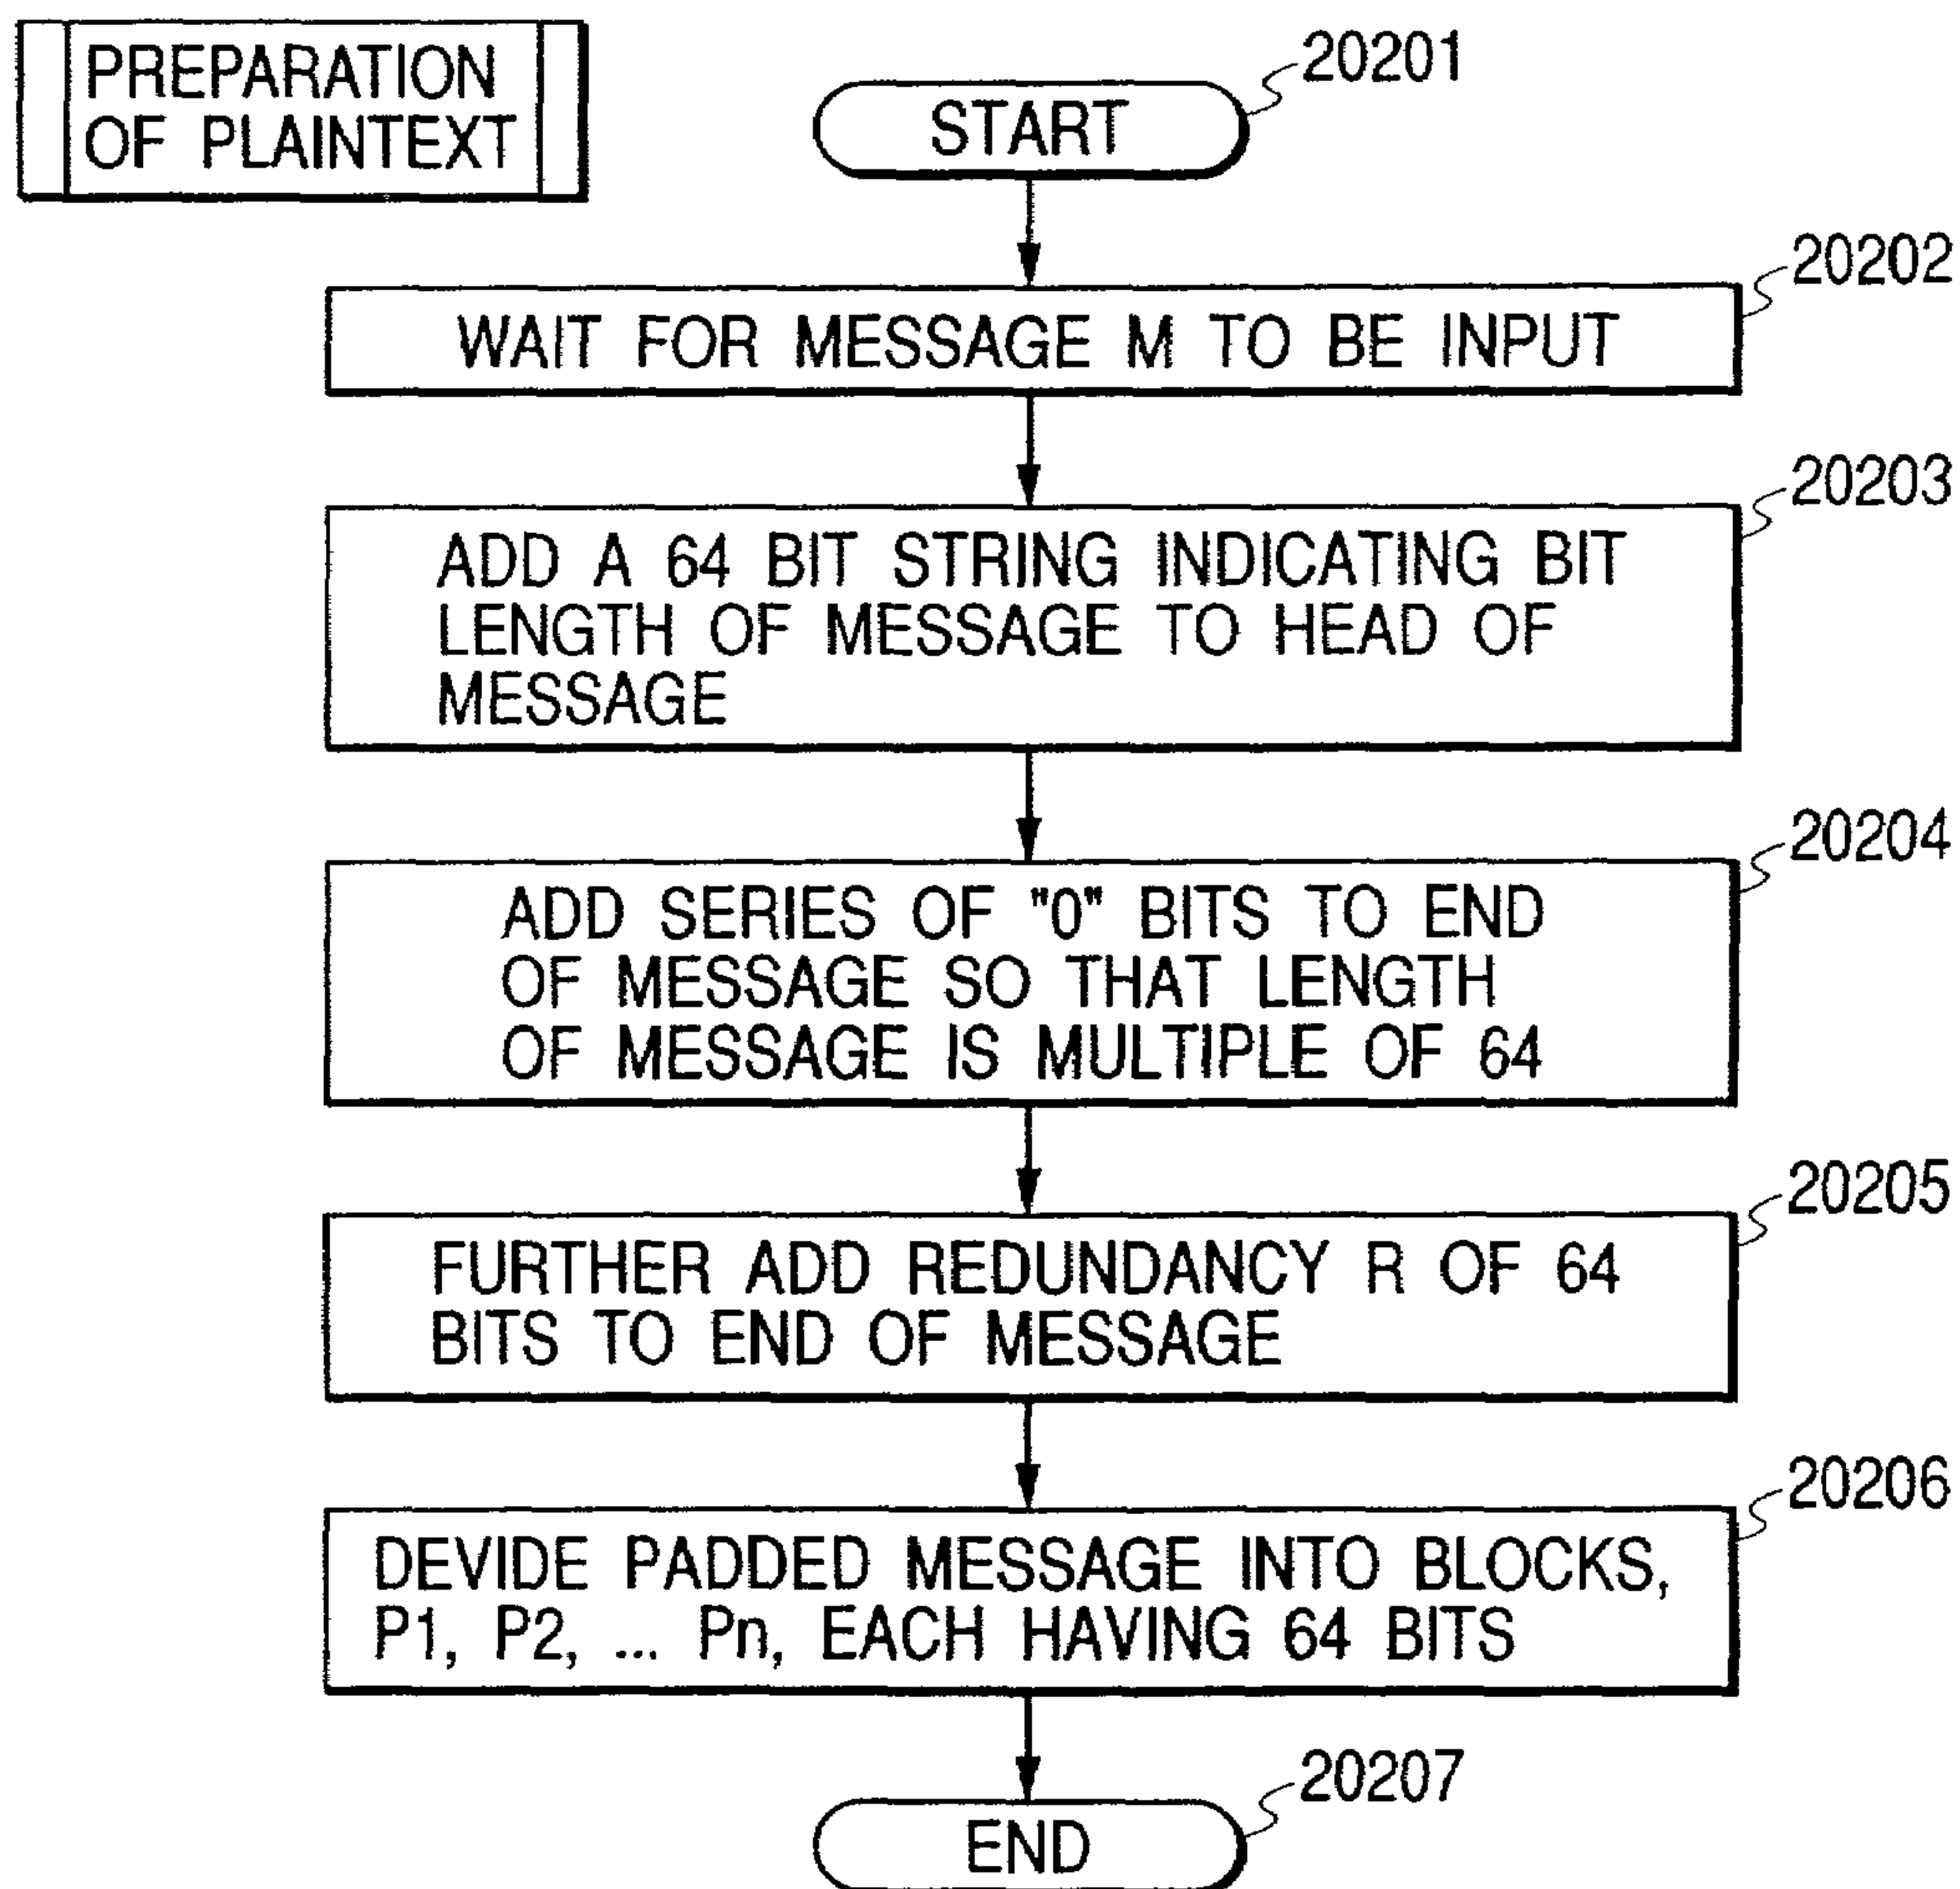 PREPARATION
OF PLAINTEXT
START
20201
WAIT FOR MESSAGE M TO BE INPUT
20202
ADD A 64 BIT STRING INDICATING BIT
LENGTH OF MESSAGE TO HEAD OF
MESSAGE
20203
ADD SERIES OF "0" BITS TO END
OF MESSAGE SO THAT LENGTH
OF MESSAGE IS MULTIPLE OF 64
20204
FURTHER ADD REDUNDANCY R OF 64
BITS TO END OF MESSAGE
20205
DEVIDE PADDED MESSAGE INTO BLOCKS,
P1, P2, ... Pn, EACH HAVING 64 BITS
20206
END
20207